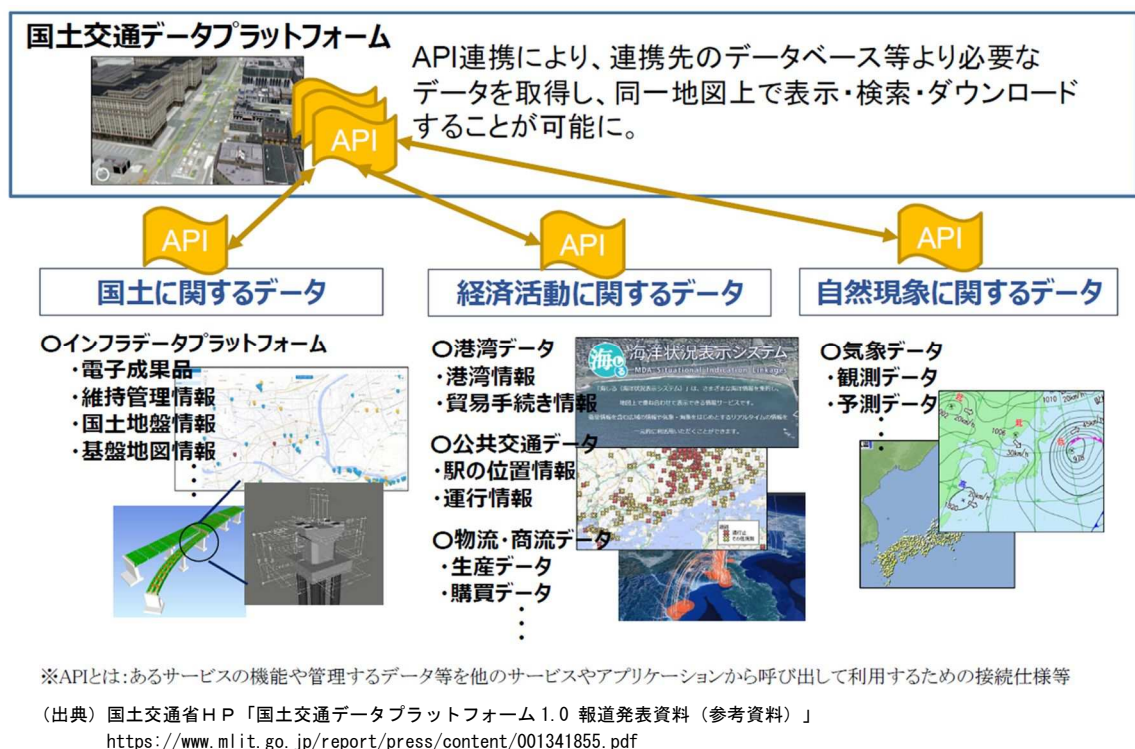 国土交通データプラットフォーム
API連携により、連携先のデータベース等より必要な
データを取得し、同一地図上で表示・検索・ダウンロード
することが可能に。
API
API
API
API
国土に関するデータ
経済活動に関するデータ
自然現象に関するデータ
○インフラデータプラットフォーム
・電子成果品
・維持管理情報
・国土地盤情報
・基盤地図情報
○港湾データ
・港湾情報
・貿易手続き情報
○公共交通データ
・駅の位置情報
・運行情報
○物流・商流データ
・生産データ
・購買データ
海しる
海洋状況表示システム
MDA Situational Indication Linkages
○気象データ
・観測データ
・予測データ
1010
20km/h
1006
30km/h
45km/h
978
20km/h
※APIとは:あるサービスの機能や管理するデータ等を他のサービスやアプリケーションから呼び出して利用するための接続仕様等
（出典）国土交通省ＨＰ「国土交通データプラットフォーム1.0 報道発表資料（参考資料）」
https://www.mlit.go.jp/report/press/content/001341855.pdf